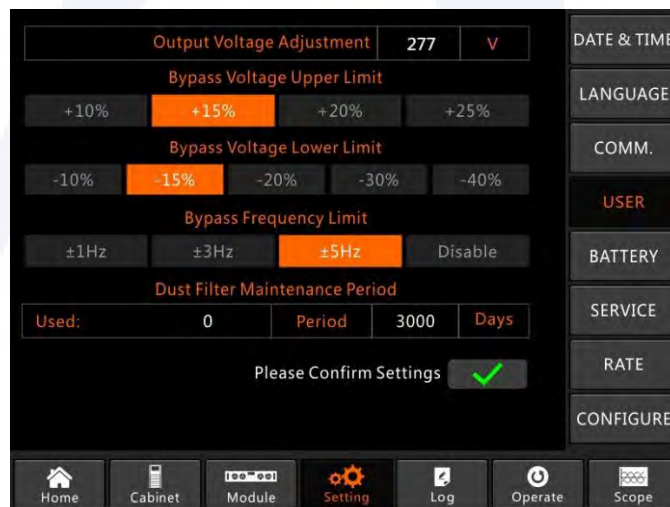 Output Voltage Adjustment 277 V
Bypass Voltage Upper Limit
+10% +15% +20% +25%
Bypass Voltage Lower Limit
-10% -15% -20% -30% -40%
Bypass Frequency Limit
±1Hz ±3Hz ±5Hz Disable
Dust Filter Maintenance Period
Used: 0 Period 3000 Days
Please Confirm Settings
DATE & TIME
LANGUAGE
COMM.
USER
BATTERY
SERVICE
RATE
CONFIGURE
Home Cabinet Module Setting Log Operate Scope